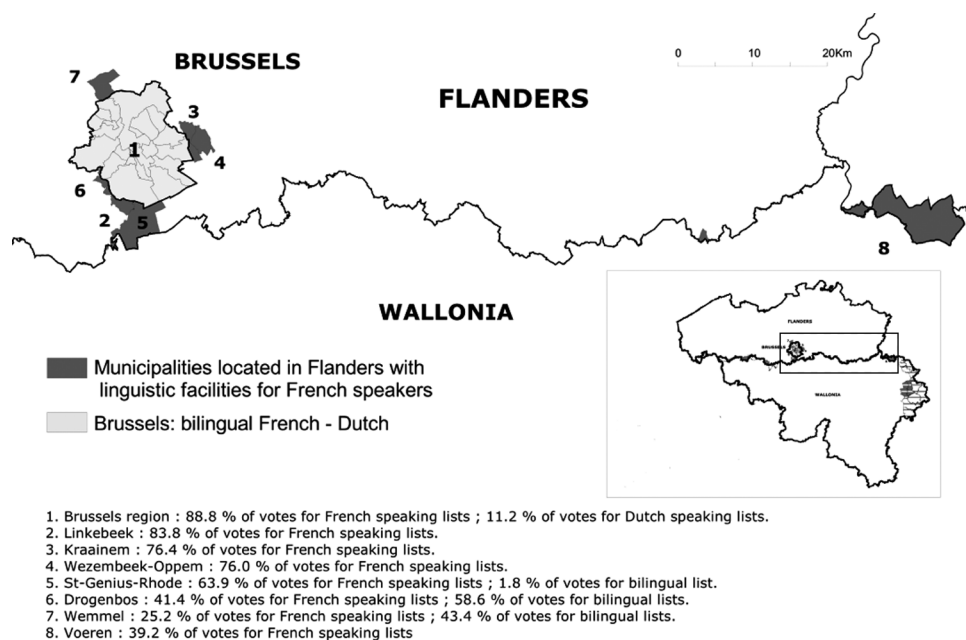 BRUSSELS
FLANDERS
WALLONIA
0 10 20Km
7
3
1
4
6
2
5
8
FLANDERS
BRUSSELS
WALLONIA
Municipalities located in Flanders with
linguistic facilities for French speakers
Brussels: bilingual French - Dutch
1. Brussels region : 88.8 % of votes for French speaking lists ; 11.2 % of votes for Dutch speaking lists.
2. Linkebeek : 83.8 % of votes for French speaking lists.
3. Kraainem : 76.4 % of votes for French speaking lists.
4. Wezembeek-Oppem : 76.0 % of votes for French speaking lists.
5. St-Genius-Rhode : 63.9 % of votes for French speaking lists ; 1.8 % of votes for bilingual list.
6. Drogenbos : 41.4 % of votes for French speaking lists ; 58.6 % of votes for bilingual lists.
7. Wemmel : 25.2 % of votes for French speaking lists ; 43.4 % of votes for bilingual lists.
8. Voeren : 39.2 % of votes for French speaking lists